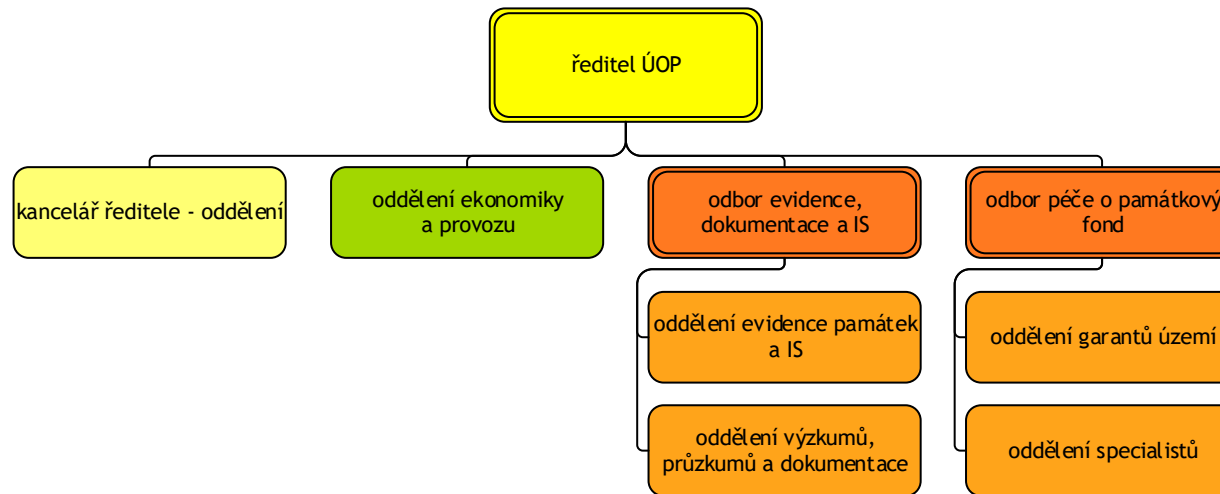 ředitel ÚOP
kancelář ředitele - oddělení
oddělení ekonomiky
a provozu
odbor evidence,
dokumentace a IS
odbor péče o památkový
fond
oddělení evidence památek
a IS
oddělení garantů území
oddělení výzkumů,
průzkumů a dokumentace
oddělení specialistů